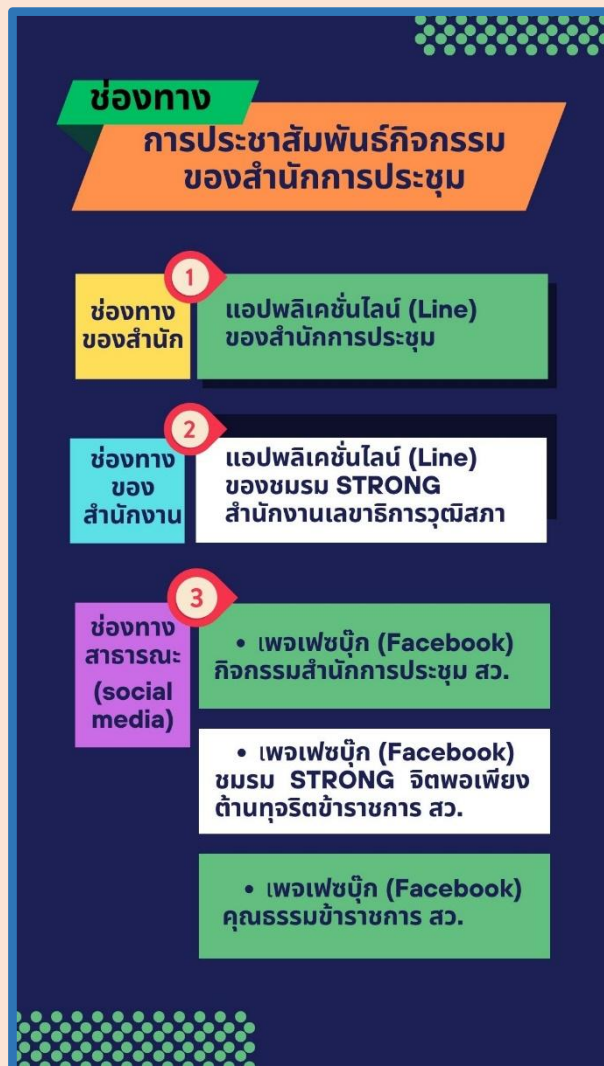 ช่องทาง
การประชาสัมพันธ์กิจกรรม
ของสำนักการประชุม
1
ช่องทาง
ของสำนัก
แอปพลิเคชั่นไลน์ (Line)
ของสำนักการประชุม
2
ช่องทาง
ของ
สำนักงาน
แอปพลิเคชั่นไลน์ (Line)
ของชมรม STRONG
สำนักงานเลขาธิการวุฒิสภา
3
ช่องทาง
สาธารณะ
(social
media)
• เพจเฟซบุ๊ก (Facebook)
กิจกรรมสำนักการประชุม สว.
• เพจเฟซบุ๊ก (Facebook)
ชมรม STRONG จิตพอเพียง
ต้านทุจริตข้าราชการ สว.
• เพจเฟซบุ๊ก (Facebook)
คุณธรรมข้าราชการ สว.